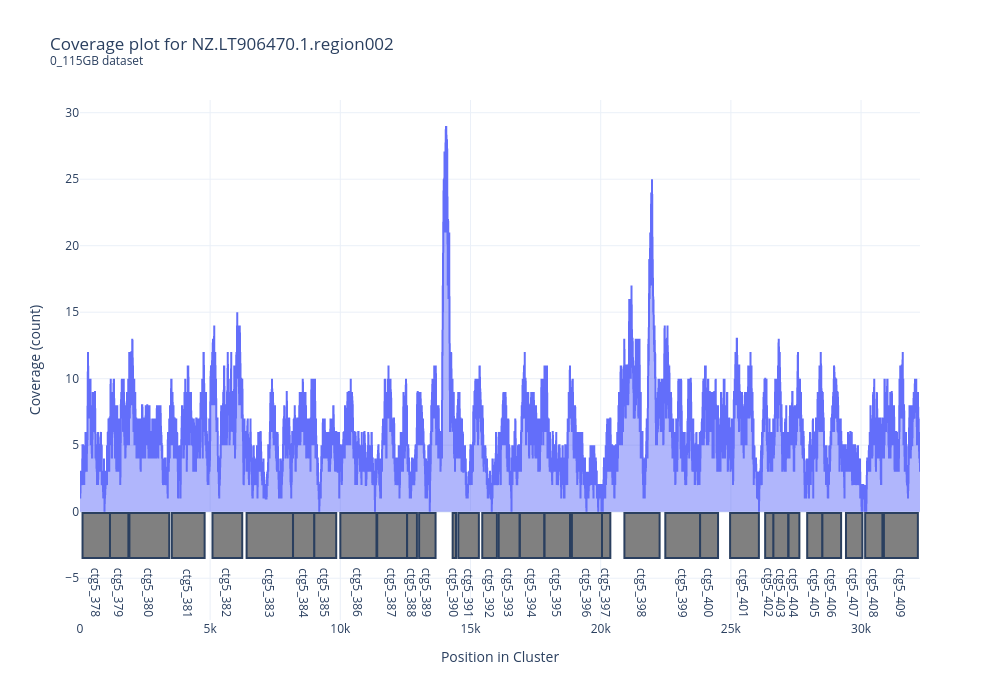 Coverage plot for NZ.LT906470.1.region002
0_115GB dataset
30
25
20
15
10
5
0
−5
Coverage (count)
ctg5_378
ctg5_379
ctg5_380
ctg5_381
ctg5_382
ctg5_383
ctg5_384
ctg5_385
ctg5_386
ctg5_387
ctg5_388
ctg5_389
ctg5_390
ctg5_391
ctg5_392
ctg5_393
ctg5_394
ctg5_395
ctg5_396
ctg5_397
ctg5_398
ctg5_399
ctg5_400
ctg5_401
ctg5_402
ctg5_403
ctg5_404
ctg5_405
ctg5_406
ctg5_407
ctg5_408
ctg5_409
0 5k 10k 15k 20k 25k 30k
Position in Cluster